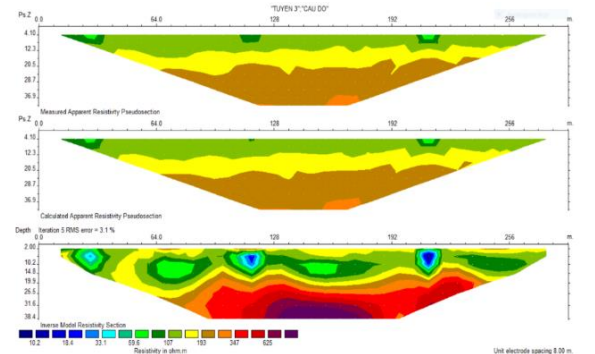 "TUYEN 3","CAU DO"
Ps.Z 0.0 64.0 128 192 256 m.
4.10
12.3
20.5
28.7
36.9
Measured Apparent Resistivity Pseudosection
Ps.Z 0.0 64.0 128 192 256 m.
4.10
12.3
20.5
28.7
36.9
Calculated Apparent Resistivity Pseudosection
Depth Iteration 5 RMS error = 3.1 %
0.0 64.0 128 192 256 m.
2.00
10.2
14.8
19.9
25.5
31.6
38.4
Inverse Model Resistivity Section
10.2 18.4 33.1 59.6 107 193 347 625
Resistivity in ohm.m
Unit electrode spacing 8.00 m.